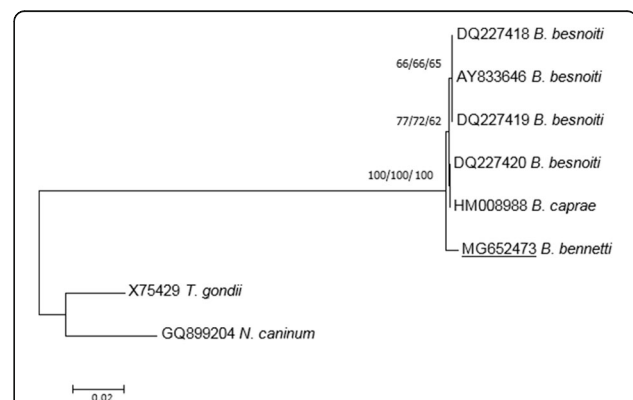 DQ227418 B. besnoiti
66/66/65
AY833646 B. besnoiti
77/72/62
DQ227419 B. besnoiti
DQ227420 B. besnoiti
100/100/100
HM008988 B. caprae
MG652473 B. bennetti
X75429 T. gondii
GQ899204 N. caninum
0.02